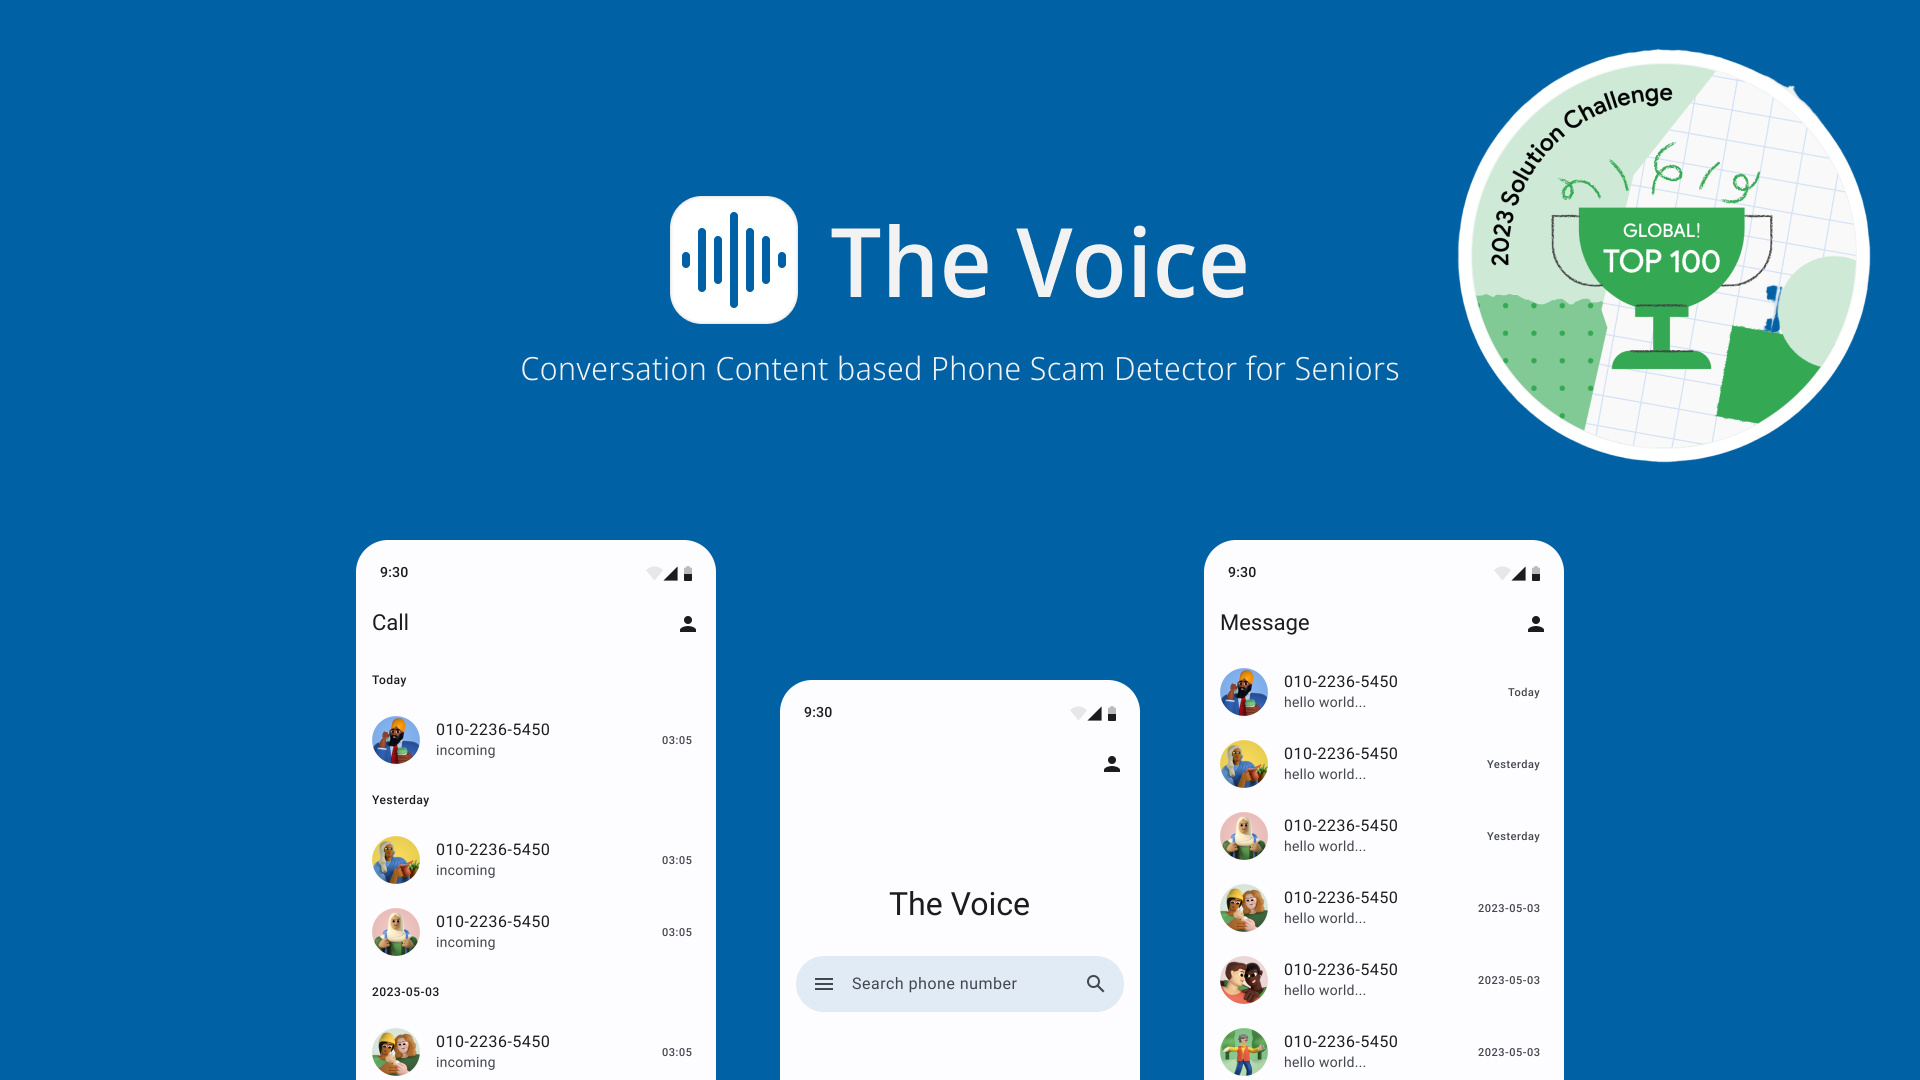 2023 Solution Challenge
GLOBAL!
TOP 100
The Voice
Conversation Content based Phone Scam Detector for Seniors
9:30
Call
Today
010-2236-5450
incoming
03:05
Yesterday
010-2236-5450
incoming
03:05
010-2236-5450
incoming
03:05
2023-05-03
010-2236-5450
incoming
03:05
9:30
The Voice
Search phone number
9:30
Message
010-2236-5450
hello world...
Today
010-2236-5450
hello world...
Yesterday
010-2236-5450
hello world...
Yesterday
010-2236-5450
hello world...
2023-05-03
010-2236-5450
hello world...
2023-05-03
010-2236-5450
hello world...
2023-05-03